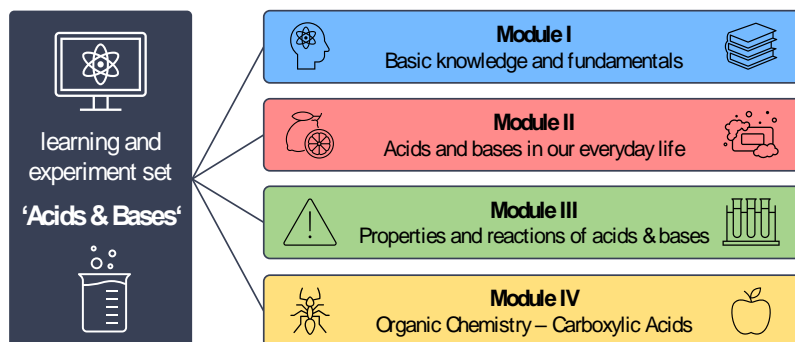 learning and
experiment set
‘Acids & Bases‘
Module I
Basic knowledge and fundamentals
Module II
Acids and bases in our everyday life
Module III
Properties and reactions of acids & bases
Module IV
Organic Chemistry – Carboxylic Acids